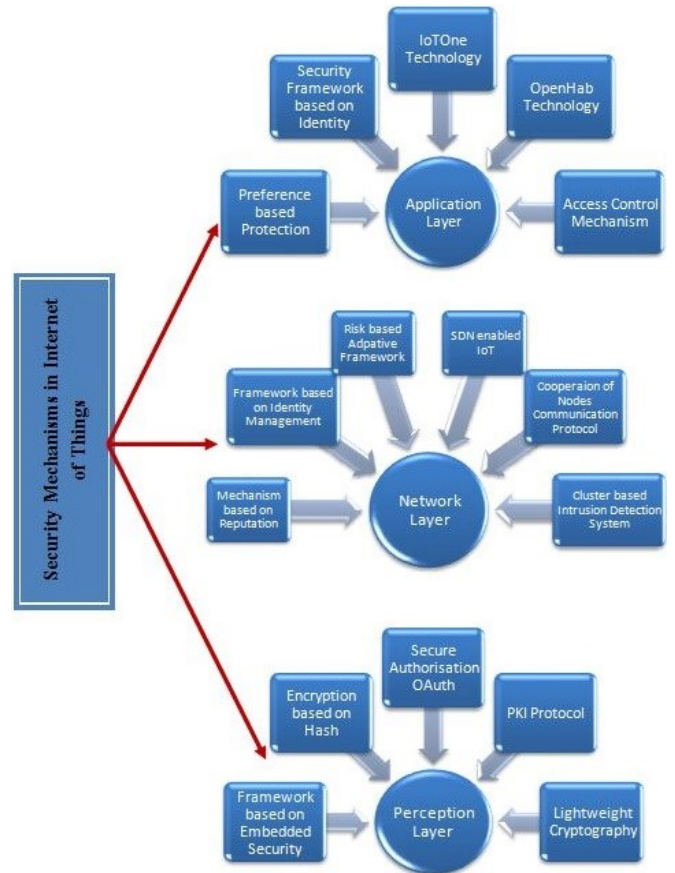 Security Mechanisms in Internet
of Things
IoTOne
Technology
Security
Framework
based on
Identity
OpenHab
Technology
Preference
based
Protection
Application
Layer
Access Control
Mechanism
Risk based
Adpative
Framework
SDN enabled
IoT
Framework based
on Identity
Management
Cooperaion of
Nodes
Communication
Protocol
Mechanism
based on
Reputation
Network
Layer
Cluster based
Intrusion Detection
System
Secure
Authorisation
OAuth
Encryption
based on
Hash
PKI Protocol
Framework
based on
Embedded
Security
Perception
Layer
Lightweight
Cryptography